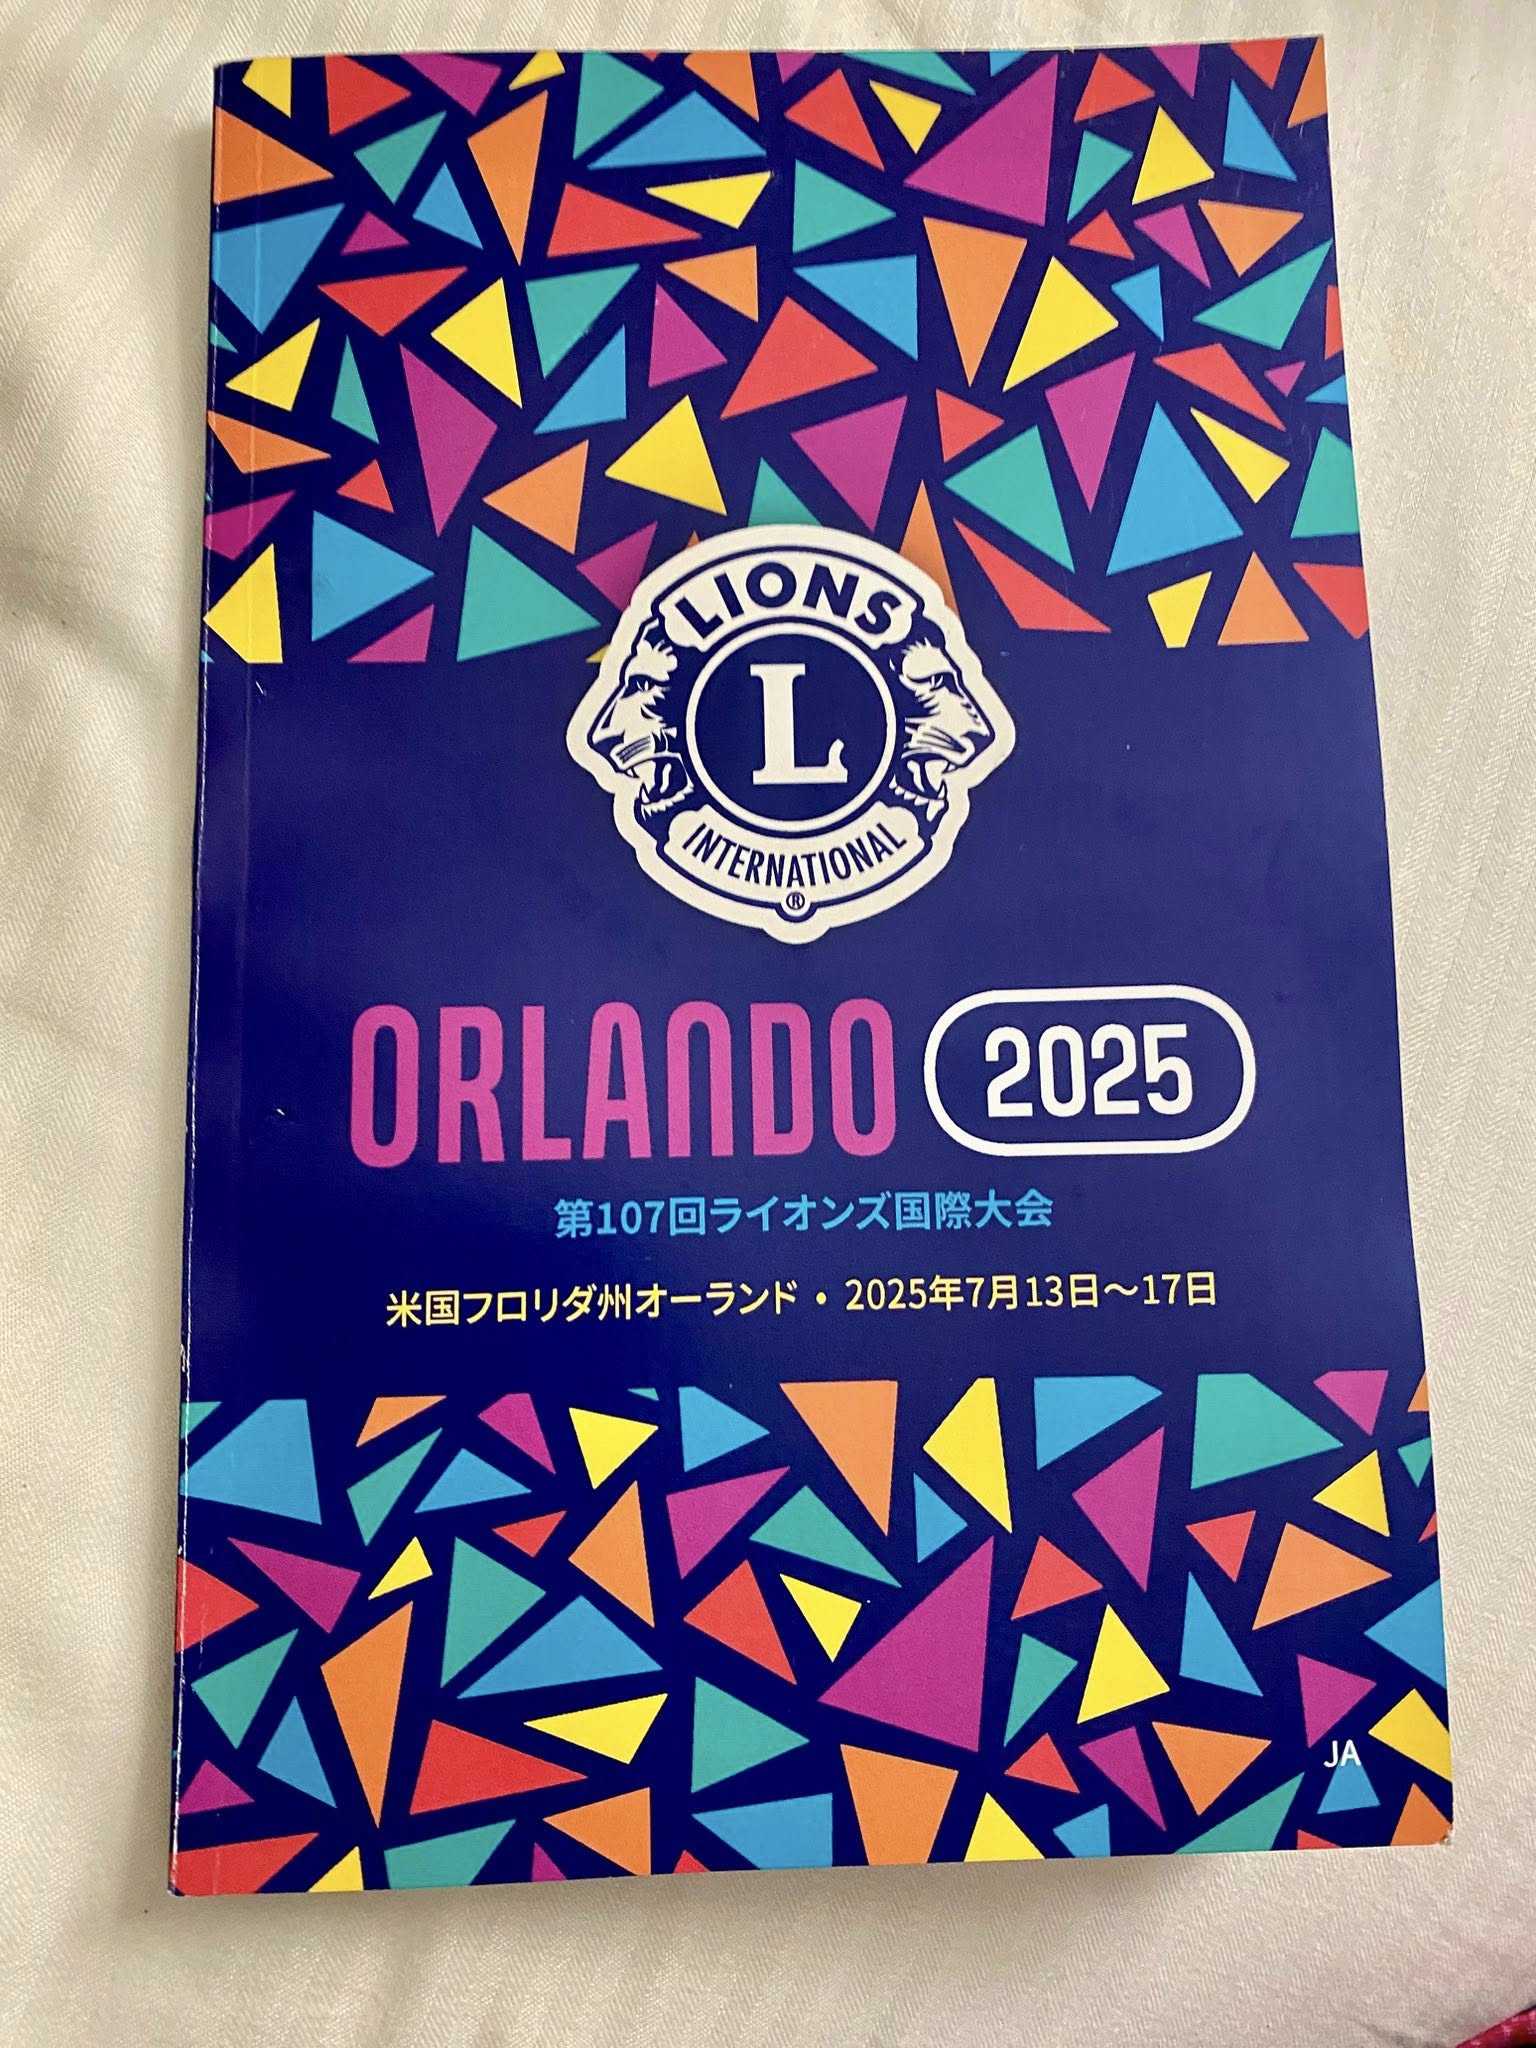 LIONS
L
INTERNATIONAL
®
ORLANDO 2025
第107回ライオンズ国際大会
米国フロリダ州オーランド・2025年7月13日～17日
JA